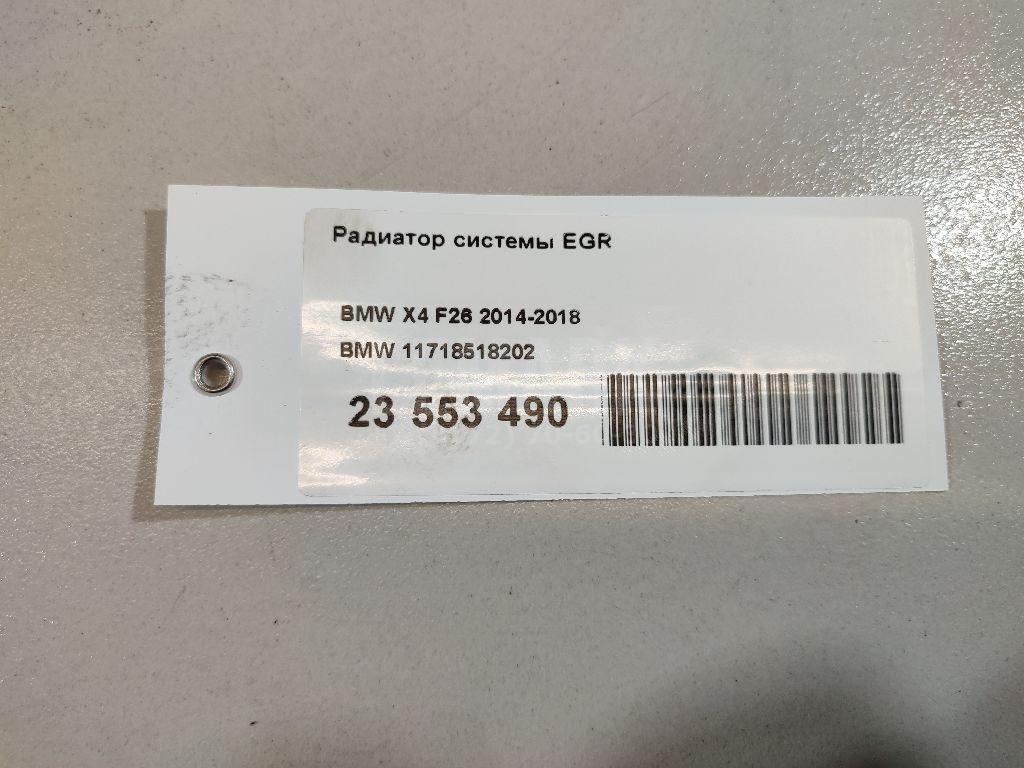 Радиатор системы EGR
BMW X4 F26 2014-2018
BMW 11718518202
23 553 490